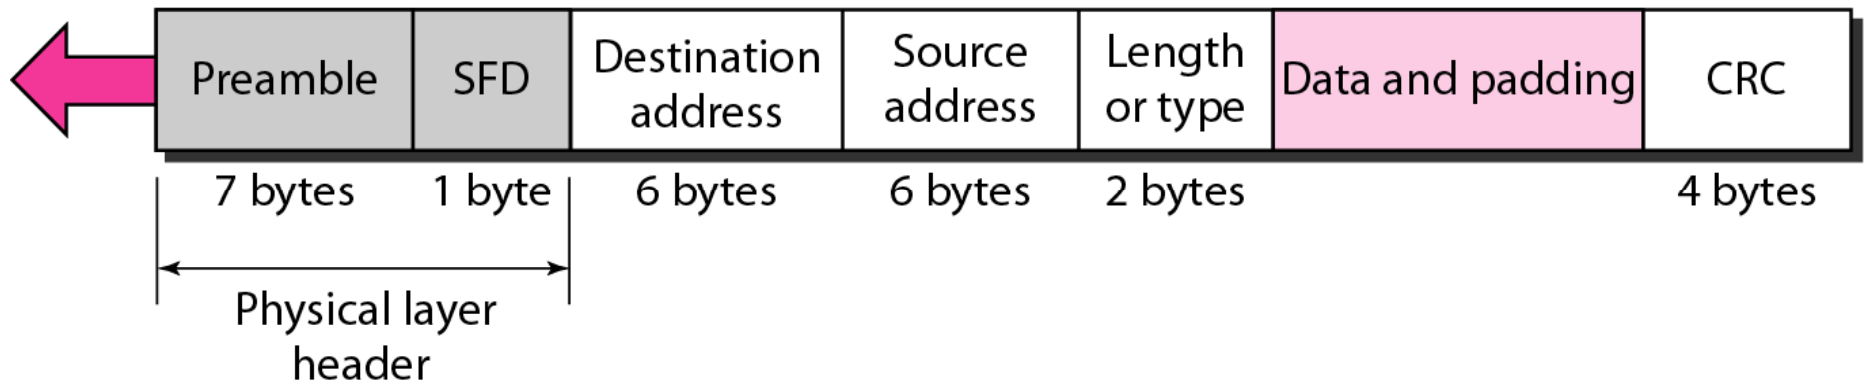 Preamble
SFD
Destination
address
Source
address
Length
or type
Data and padding
CRC
7 bytes
1 byte
6 bytes
6 bytes
2 bytes
4 bytes
Physical layer
header